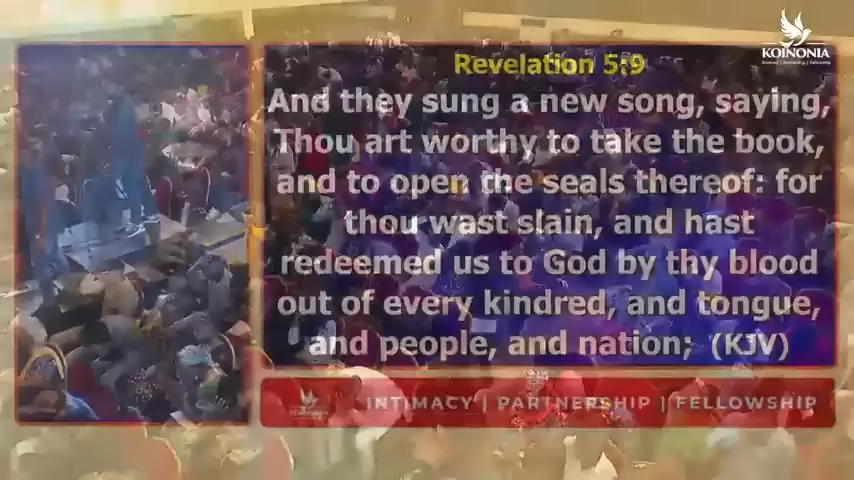 KOINONIA
Revelation 5:9
And they sung a new song, saying,
Thou art worthy to take the book,
and to open the seals thereof: for
thou wast slain, and hast
redeemed us to God by thy blood
out of every kindred, and tongue,
and people, and nation; (KJV)
INTIMACY | PARTNERSHIP | FELLOWSHIP